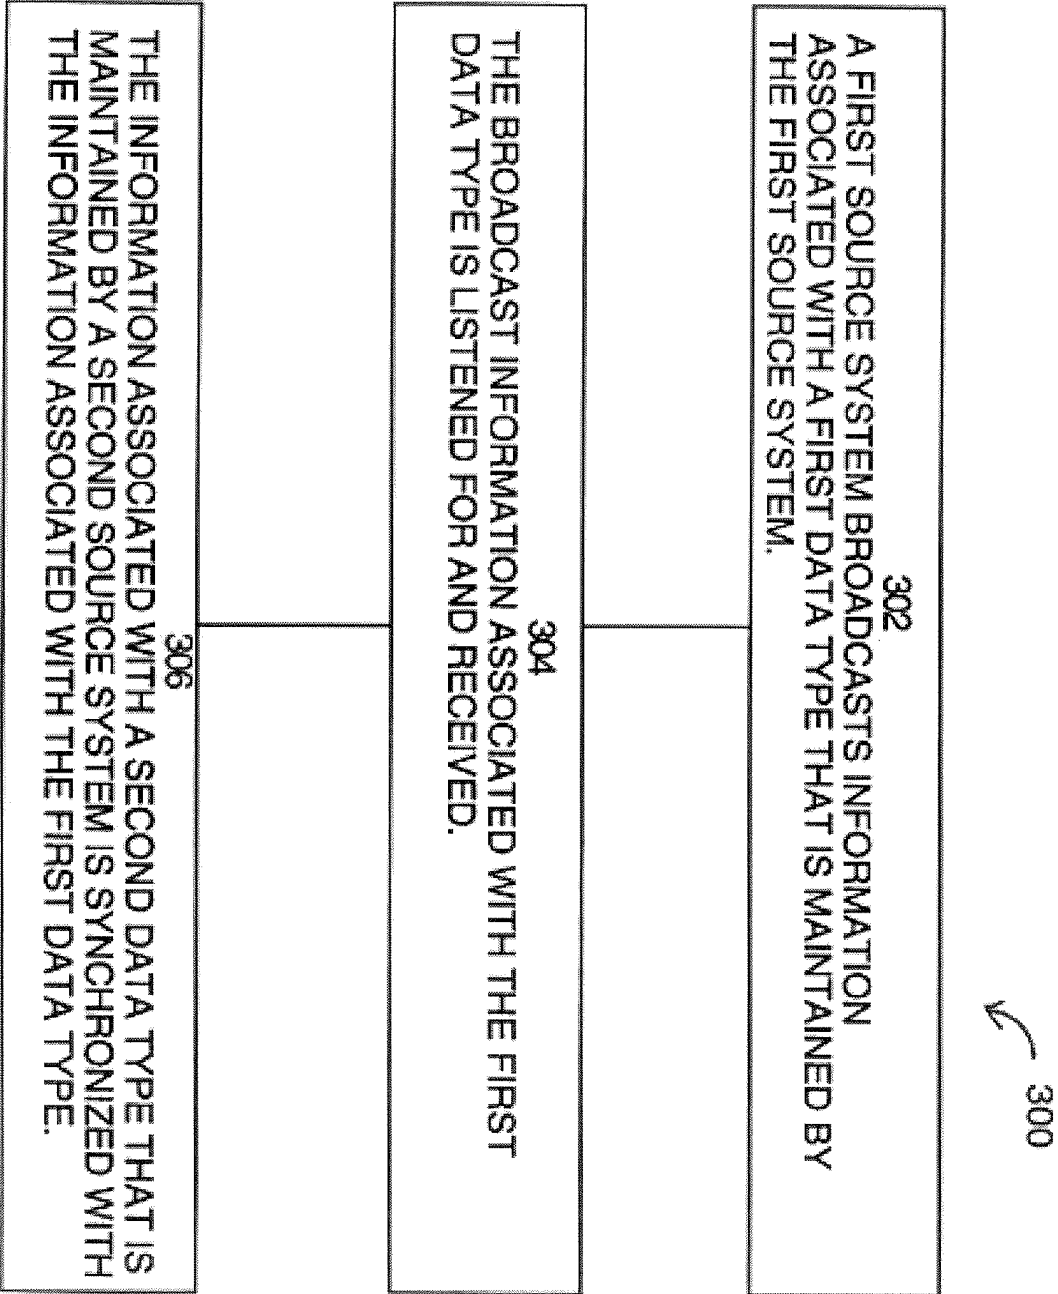 300
302
A FIRST SOURCE SYSTEM BROADCASTS INFORMATION
ASSOCIATED WITH A FIRST DATA TYPE THAT IS MAINTAINED BY
THE FIRST SOURCE SYSTEM.
304
THE BROADCAST INFORMATION ASSOCIATED WITH THE FIRST
DATA TYPE IS LISTENED FOR AND RECEIVED.
306
THE INFORMATION ASSOCIATED WITH A SECOND DATA TYPE THAT IS
MAINTAINED BY A SECOND SOURCE SYSTEM IS SYNCHRONIZED WITH
THE INFORMATION ASSOCIATED WITH THE FIRST DATA TYPE.